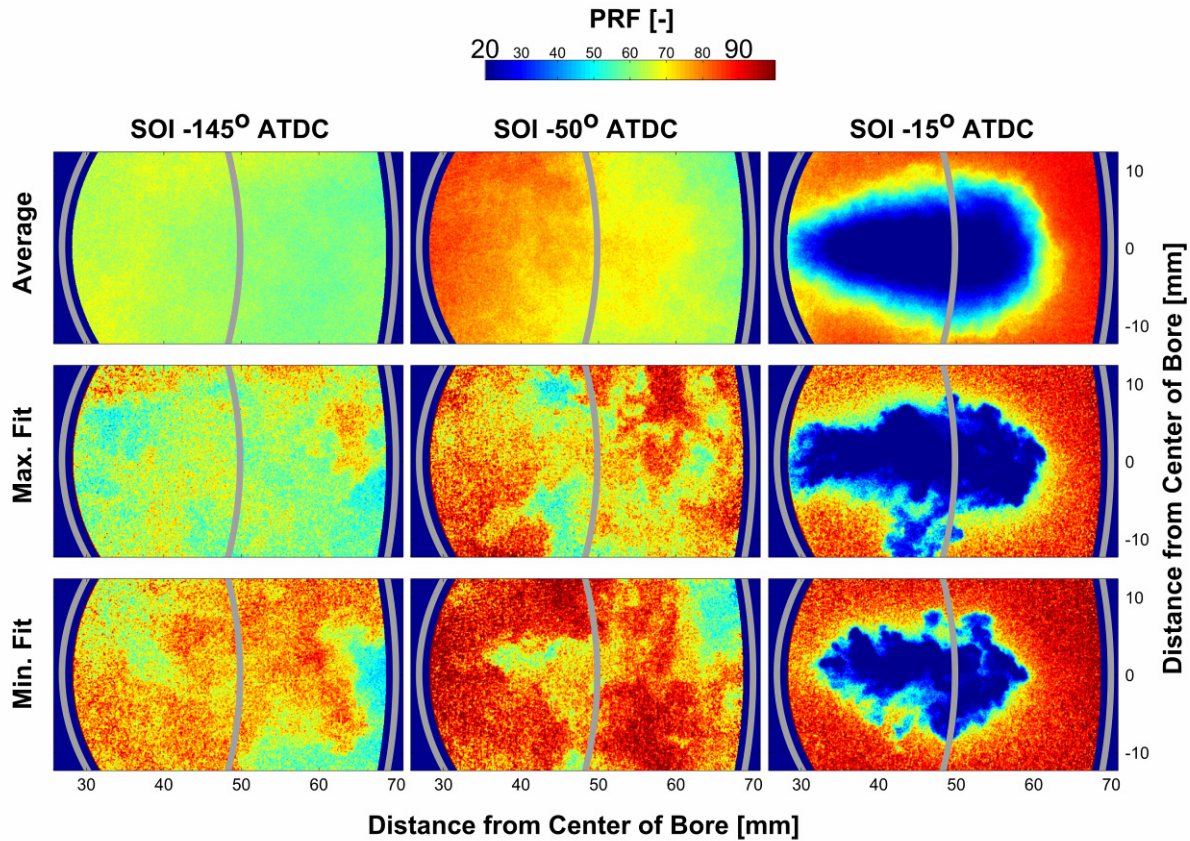 PRF [-]
20 30 40 50 60 70 80 90
SOI -145° ATDC SOI -50° ATDC SOI -15° ATDC
Average
10
0
-10
Max. Fit
10
0
-10
Min. Fit
10
0
-10
Distance from Center of Bore [mm]
30 40 50 60 70 30 40 50 60 70 30 40 50 60 70
Distance from Center of Bore [mm]